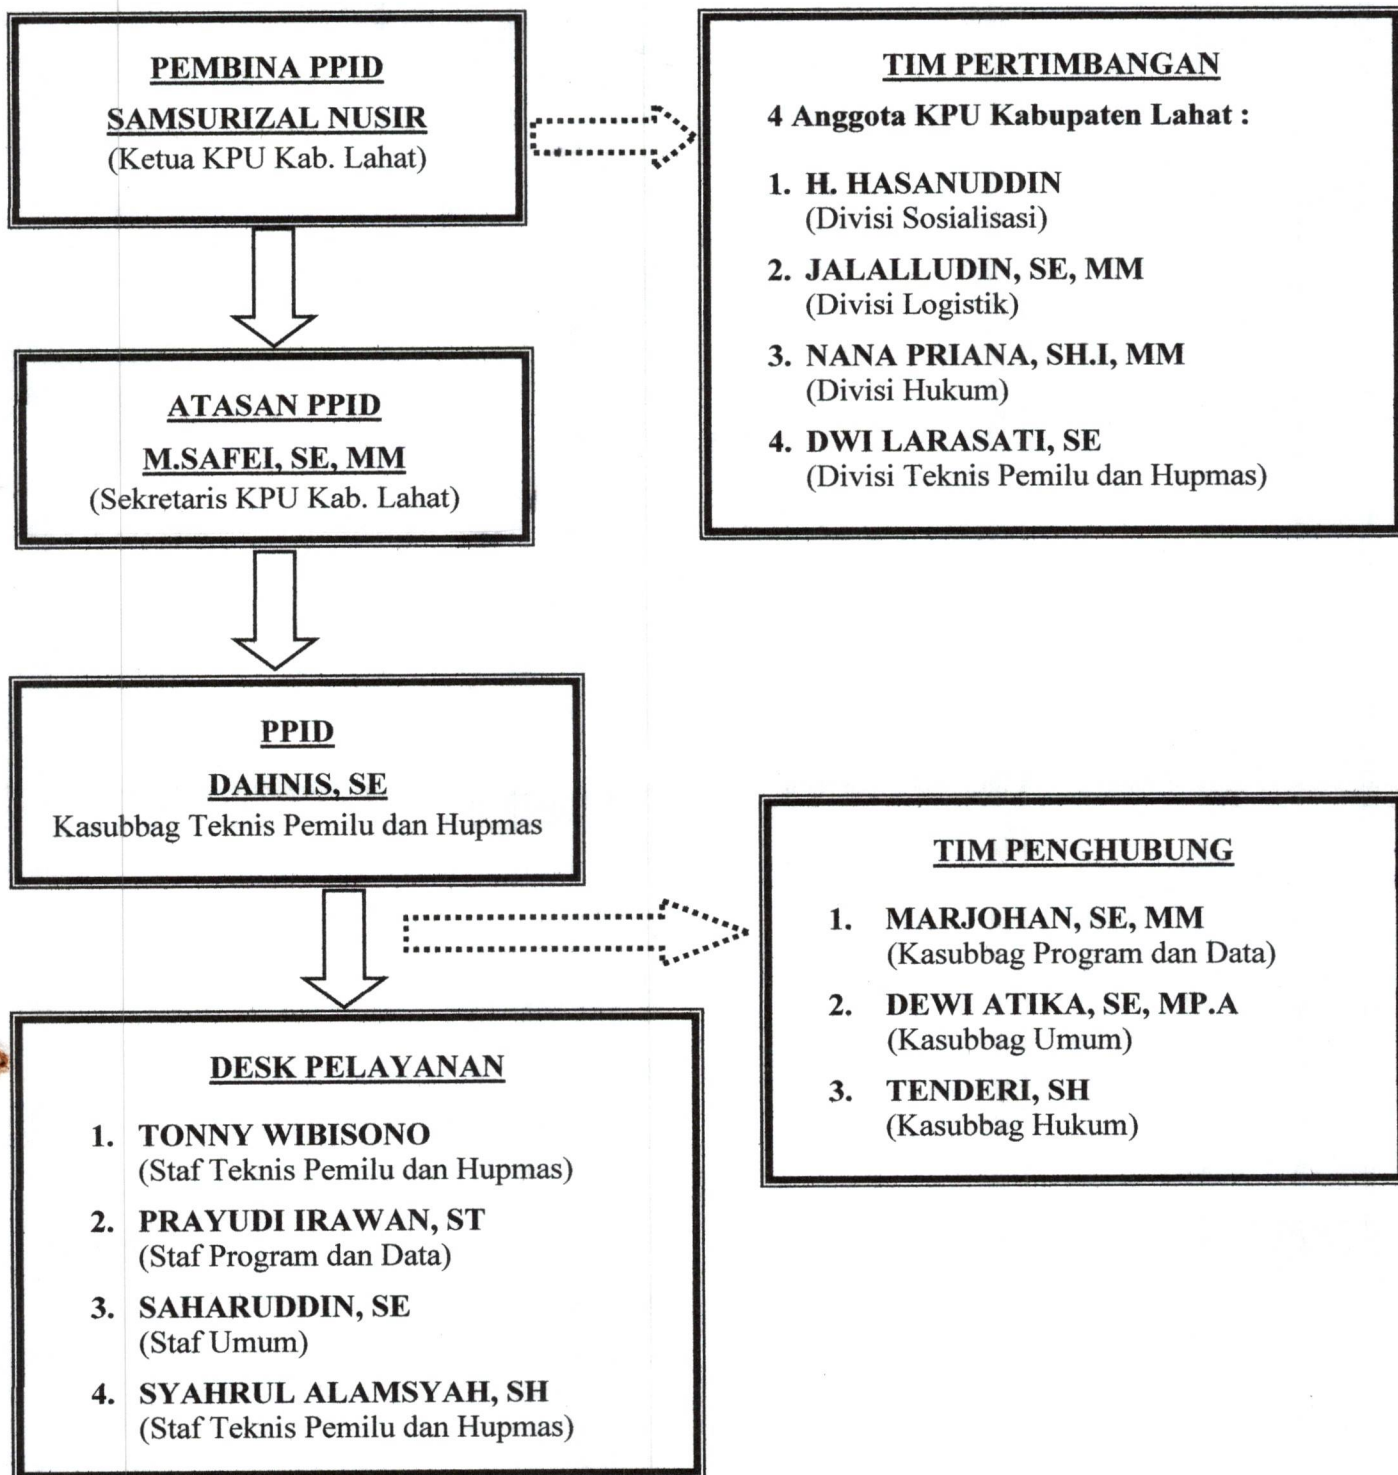 PEMBINA PPID
SAMSURIZAL NUSIR
(Ketua KPU Kab. Lahat)
TIM PERTIMBANGAN
4 Anggota KPU Kabupaten Lahat :
1. H. HASANUDDIN
(Divisi Sosialisasi)
2. JALALLUDIN, SE, MM
(Divisi Logistik)
3. NANA PRIANA, SH.I, MM
(Divisi Hukum)
4. DWI LARASATI, SE
(Divisi Teknis Pemilu dan Hupmas)
ATASAN PPID
M.SAFEI, SE, MM
(Sekretaris KPU Kab. Lahat)
PPID
DAHNIS, SE
Kasubbag Teknis Pemilu dan Hupmas
TIM PENGHUBUNG
1. MARJOHAN, SE, MM
(Kasubbag Program dan Data)
2. DEWI ATIKA, SE, MP.A
(Kasubbag Umum)
3. TENDERI, SH
(Kasubbag Hukum)
DESK PELAYANAN
1. TONNY WIBISONO
(Staf Teknis Pemilu dan Hupmas)
2. PRAYUDI IRAWAN, ST
(Staf Program dan Data)
3. SAHARUDDIN, SE
(Staf Umum)
4. SYAHRUL ALAMSYAH, SH
(Staf Teknis Pemilu dan Hupmas)